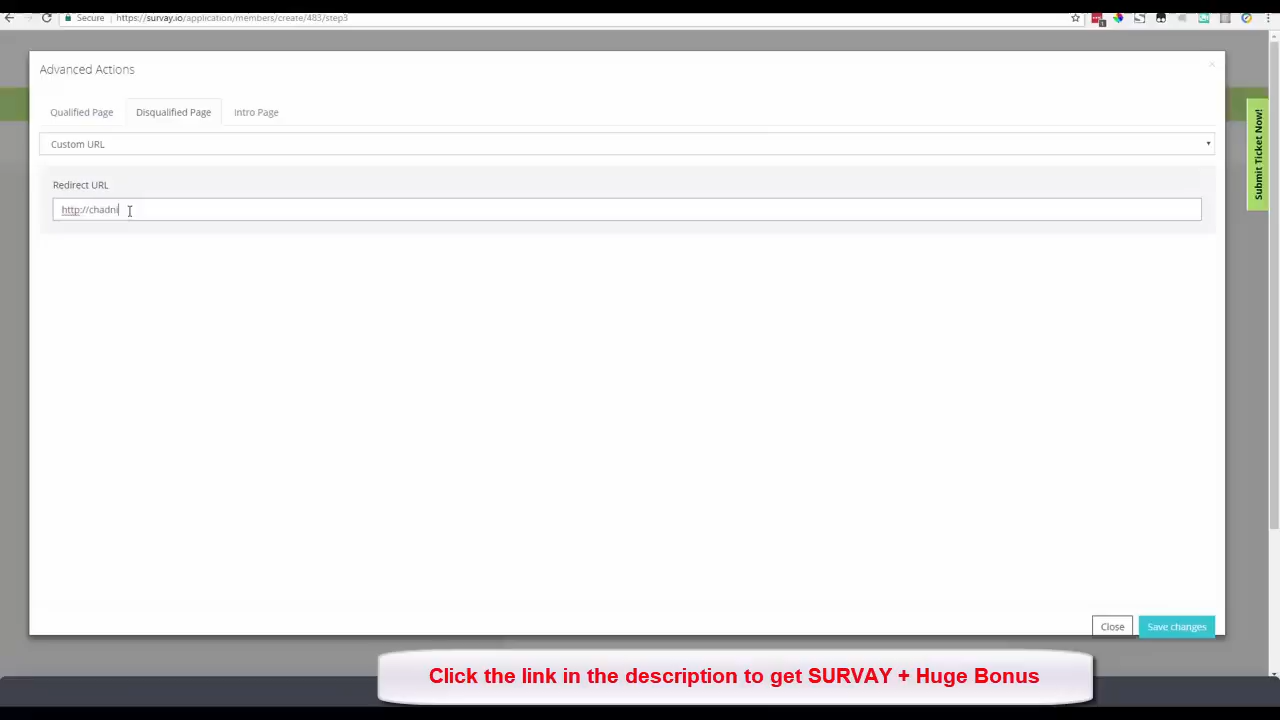 Secure
https://survay.io/application/members/create/483/step3
Advanced Actions
×
Qualified Page
Disqualified Page
Intro Page
Custom URL
Redirect URL
http://chadni
Submit Ticket Now!
Close
Save changes
Click the link in the description to get SURVAY + Huge Bonus